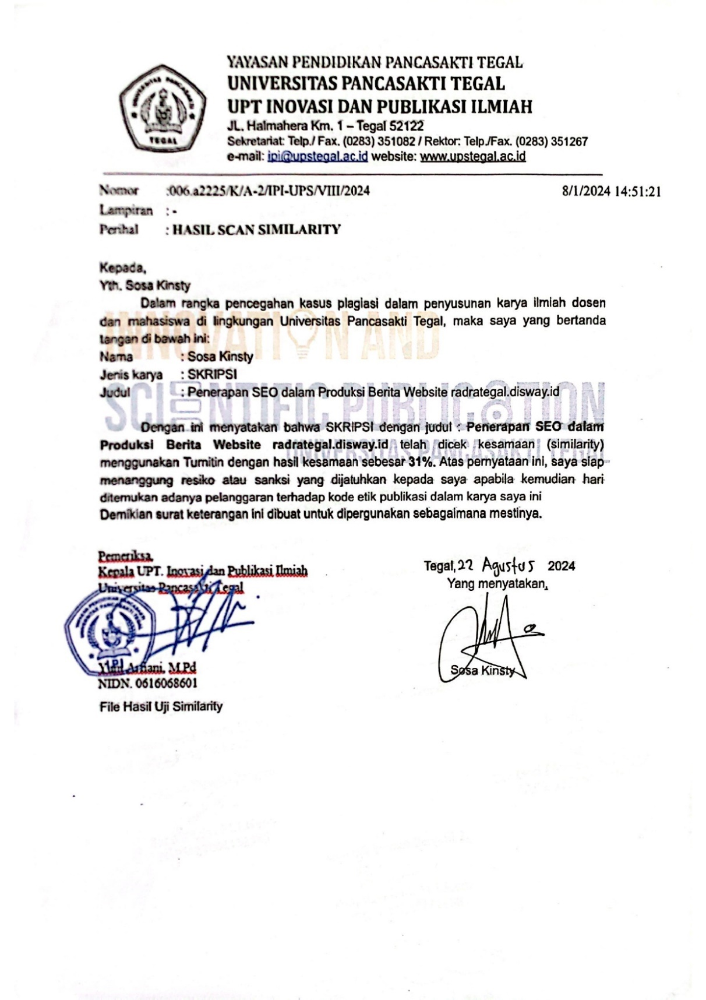 YAYASAN PENDIDIKAN PANCASAKTI TEGAL
UNIVERSITAS PANCASAKTI TEGAL
UPT INOVASI DAN PUBLIKASI ILMIAH
JL. Halmahera Km. 1 – Tegal 52122
Sekretariat: Telp./ Fax. (0283) 351082 / Rektor: Telp./Fax. (0283) 351267
e-mail: ipi@upstegal.ac.id website: www.upstegal.ac.id
UNIVERSITAS PANCASAKTI
TEGAL
Nomor :006.a2225/K/A-2/IPI-UPS/VIII/2024 8/1/2024 14:51:21
Lampiran : -
Perihal : HASIL SCAN SIMILARITY
Kepada,
Yth. Sosa Kinsty
Dalam rangka pencegahan kasus plagiasi dalam penyusunan karya ilmiah dosen
dan mahasiswa di lingkungan Universitas Pancasakti Tegal, maka saya yang bertanda
tangan di bawah ini:
Nama : Sosa Kinsty
Jenis karya : SKRIPSI
Judul : Penerapan SEO dalam Produksi Berita Website radrategal.disway.id
INNOVATION AND
SCIENTIFIC PUBLICATION
UNIVERSITAS PANCASAKTI TEGAL
Dengan ini menyatakan bahwa SKRIPSI dengan judul : Penerapan SEO dalam
Produksi Berita Website radrategal.disway.id telah dicek kesamaan (similarity)
menggunakan Turnitin dengan hasil kesamaan sebesar 31%. Atas pernyataan ini, saya siap
menanggung resiko atau sanksi yang dijatuhkan kepada saya apabila kemudian hari
ditemukan adanya pelanggaran terhadap kode etik publikasi dalam karya saya ini
Demikian surat keterangan ini dibuat untuk dipergunakan sebagaimana mestinya.
Pemeriksa,
Kepala UPT. Inovasi dan Publikasi Ilmiah
Universitas Pancasakti Tegal
Tegal, 22 Agustus 2024
Yang menyatakan,
UNIVERSITAS PANCASAKTI TEGAL
IPI
M.Pd
NIDN. 0616068601
Sosa Kinsty
File Hasil Uji Similarity